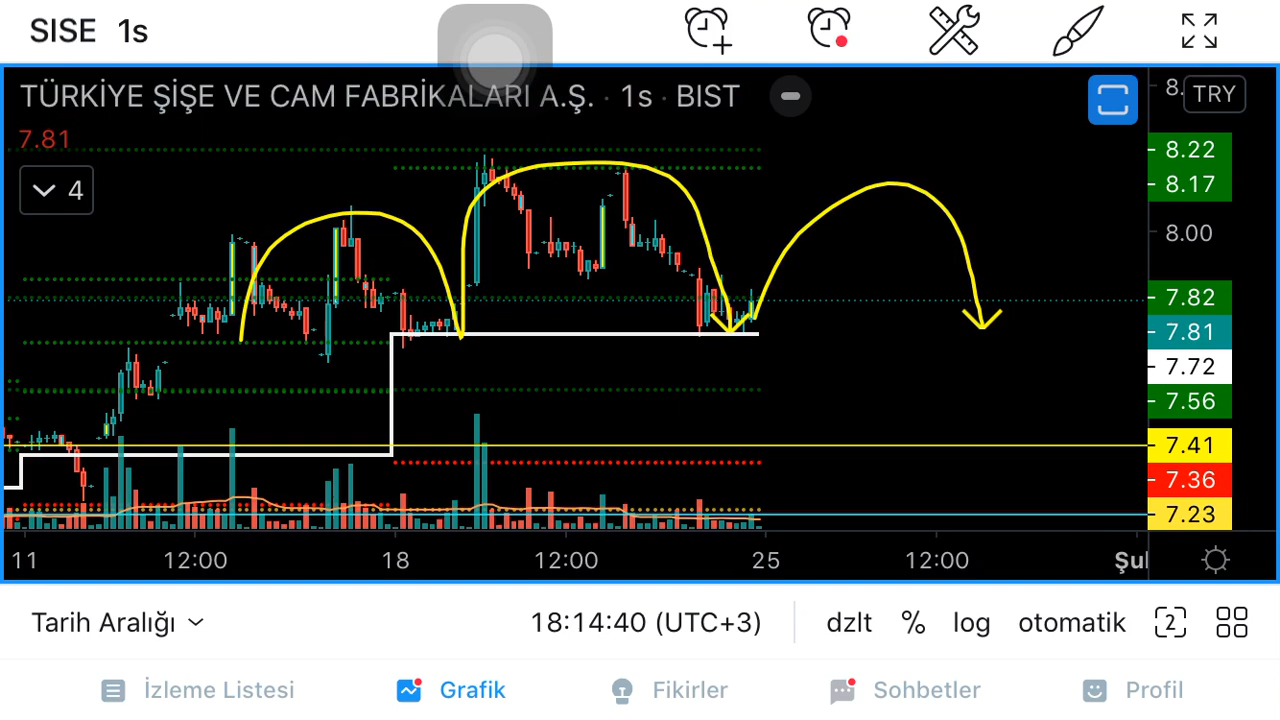 SISE 1s
TÜRKİYE ŞİŞE VE CAM FABRİKALARI A.Ş. · 1s · BIST
8. TRY
7.81
4
8.22
8.17
8.00
7.82
7.81
7.72
7.56
7.41
7.36
7.23
11 12:00 18 12:00 25 12:00 Şul
Tarih Aralığı 18:14:40 (UTC+3) dzlt % log otomatik 2
İzleme Listesi Grafik Fikirler Sohbetler Profil